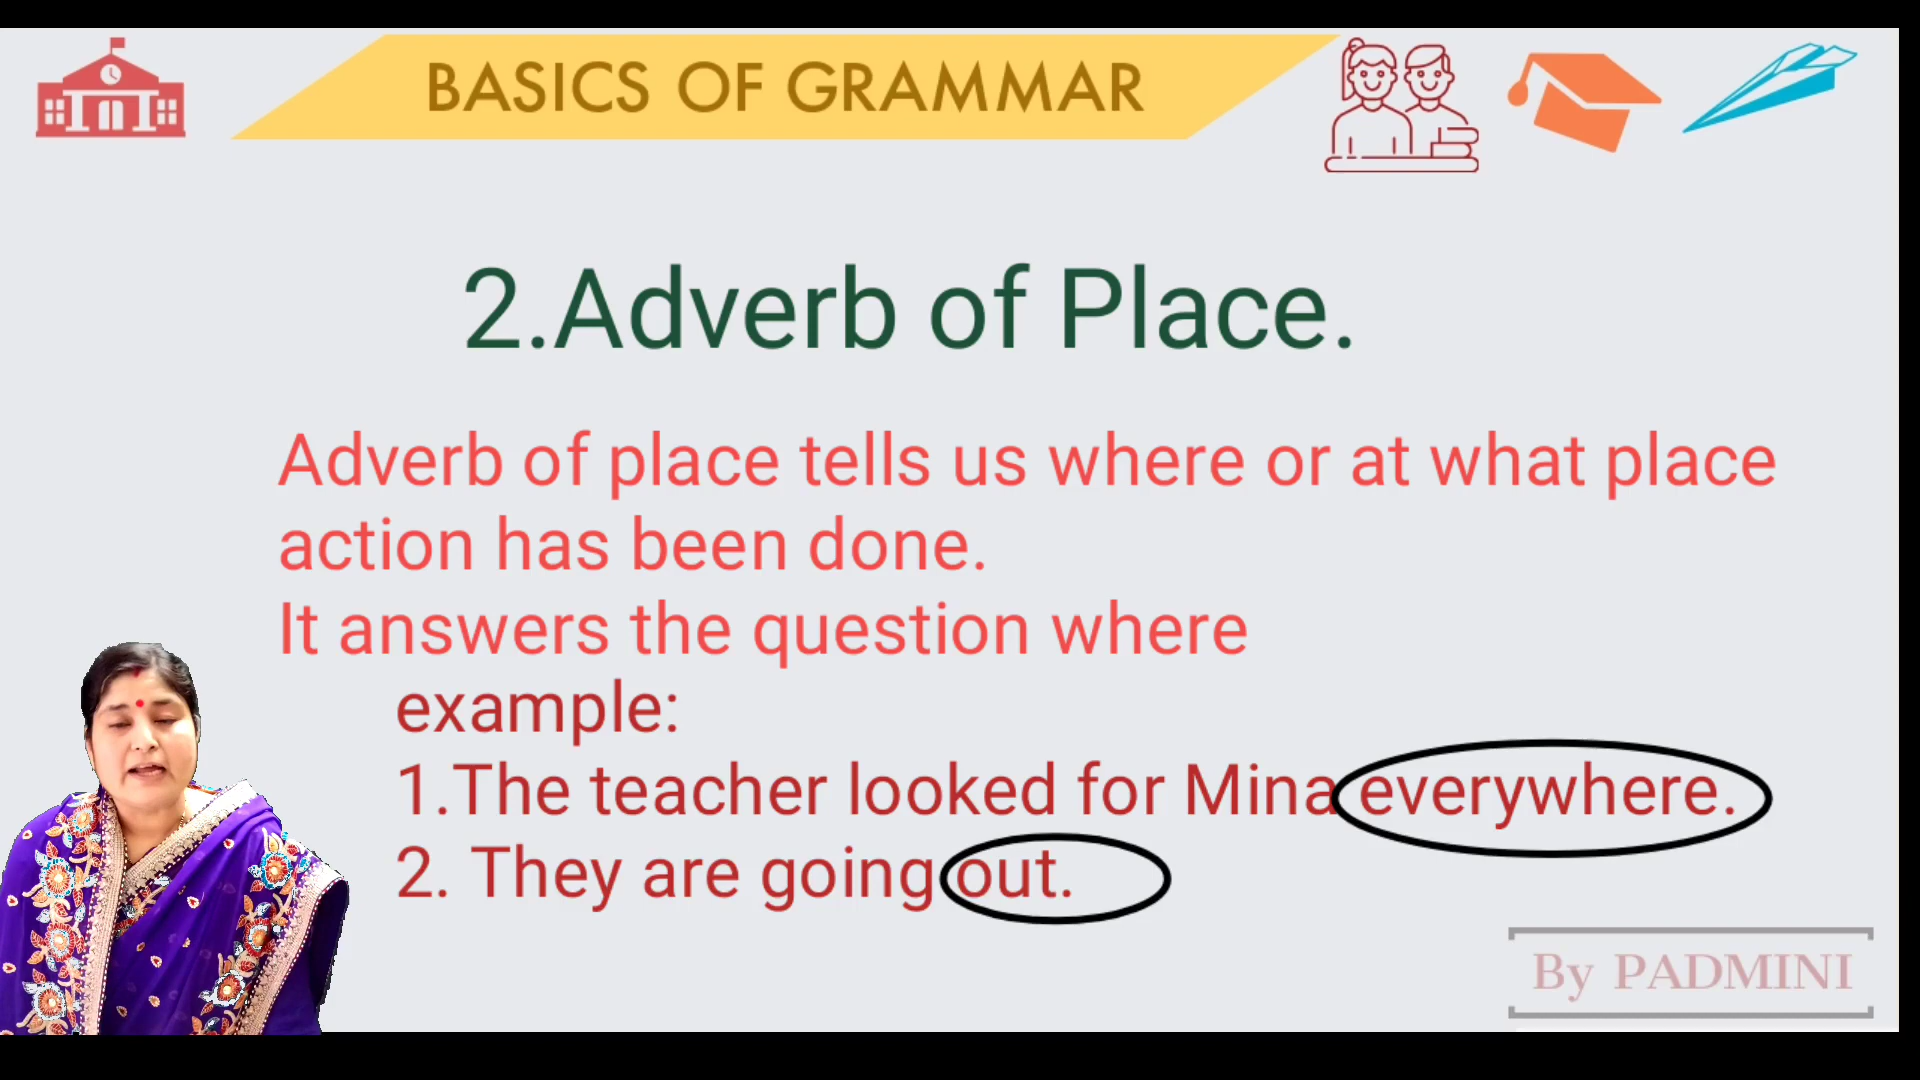 BASICS OF GRAMMAR
2.Adverb of Place.
Adverb of place tells us where or at what place
action has been done.
It answers the question where
example:
1.The teacher looked for Mina everywhere.
2. They are going out.
By PADMINI